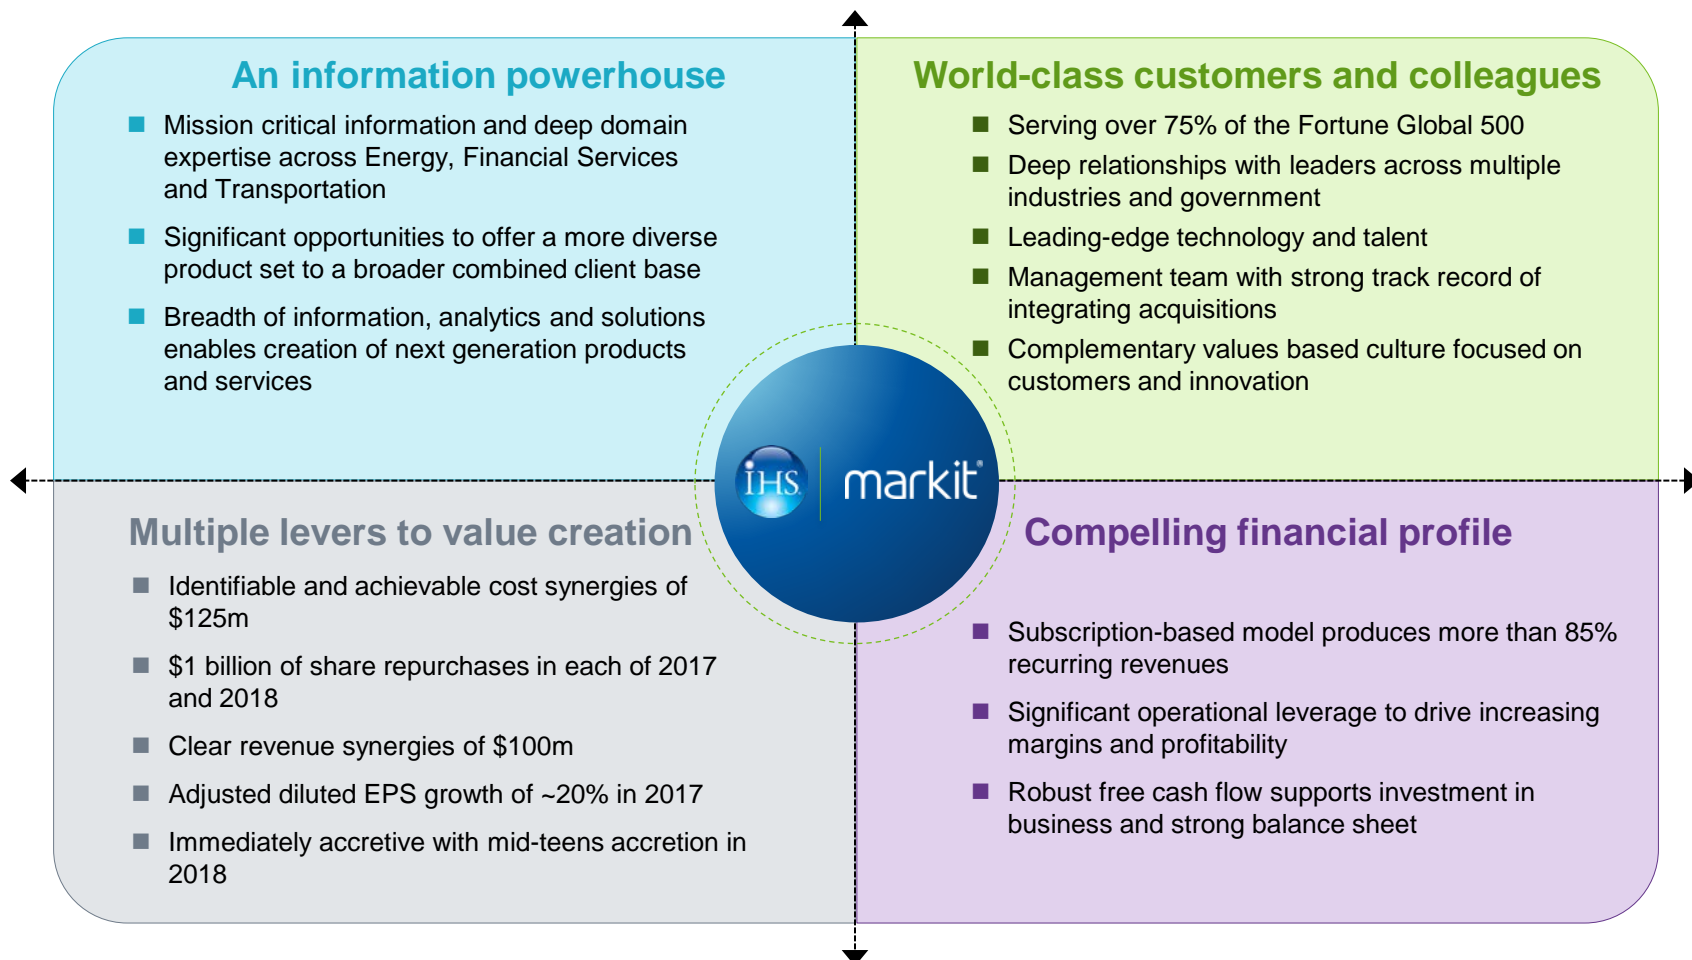 An information powerhouse
■ Mission critical information and deep domain
expertise across Energy, Financial Services
and Transportation
■ Significant opportunities to offer a more diverse
product set to a broader combined client base
■ Breadth of information, analytics and solutions
enables creation of next generation products
and services
World-class customers and colleagues
■ Serving over 75% of the Fortune Global 500
■ Deep relationships with leaders across multiple
industries and government
■ Leading-edge technology and talent
■ Management team with strong track record of
integrating acquisitions
■ Complementary values based culture focused on
customers and innovation
IHS markit®
Multiple levers to value creation
■ Identifiable and achievable cost synergies of
$125m
■ $1 billion of share repurchases in each of 2017
and 2018
■ Clear revenue synergies of $100m
■ Adjusted diluted EPS growth of ~20% in 2017
■ Immediately accretive with mid-teens accretion in
2018
Compelling financial profile
■ Subscription-based model produces more than 85%
recurring revenues
■ Significant operational leverage to drive increasing
margins and profitability
■ Robust free cash flow supports investment in
business and strong balance sheet